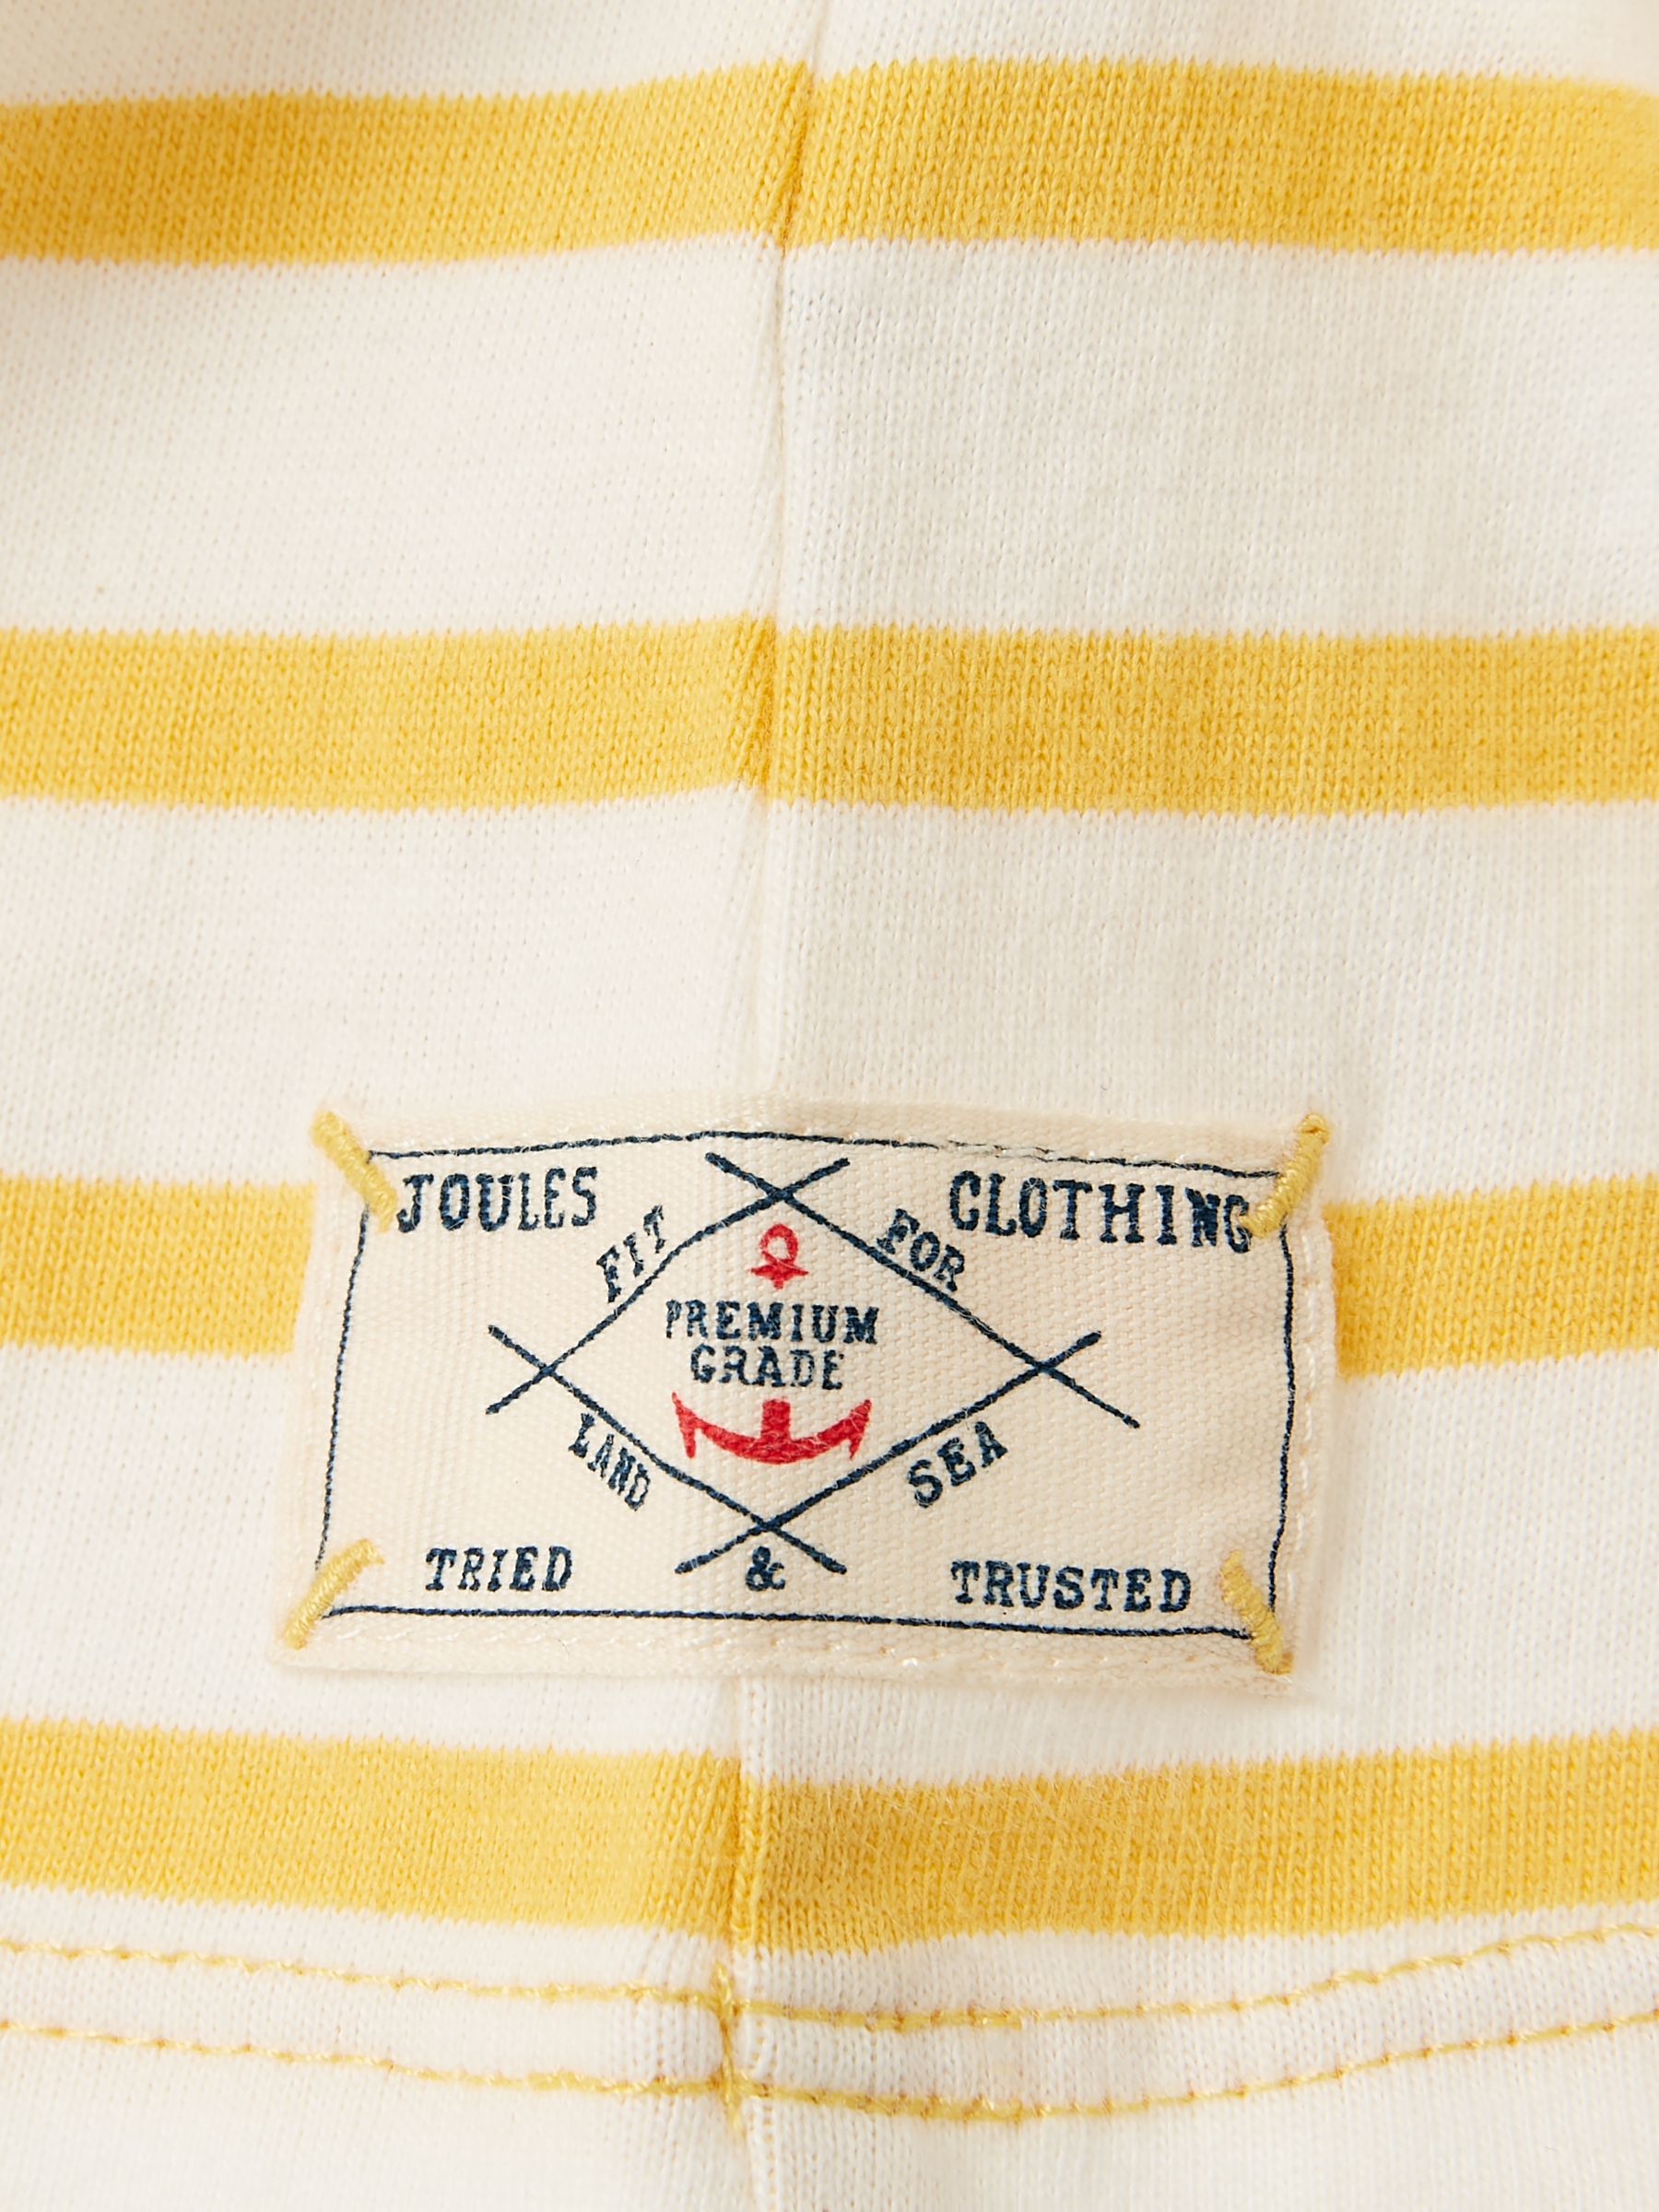 JOULES CLOTHING
FIT FOR
PREMIUM
GRADE
LAND SEA
TRIED & TRUSTED